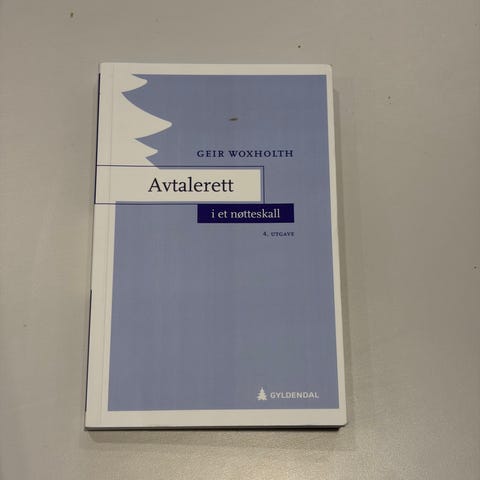 GEIR WOXHOLTH
Avtalerett
i et nøtteskall
4. UTGAVE
GYLDENDAL